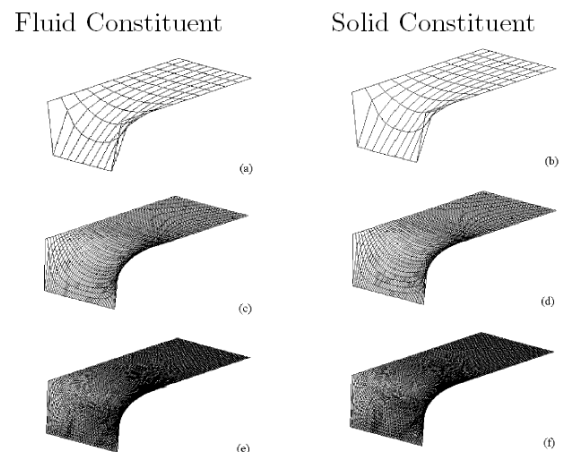 Fluid Constituent Solid Constituent
(a) (b)
(c) (d)
(e) (f)